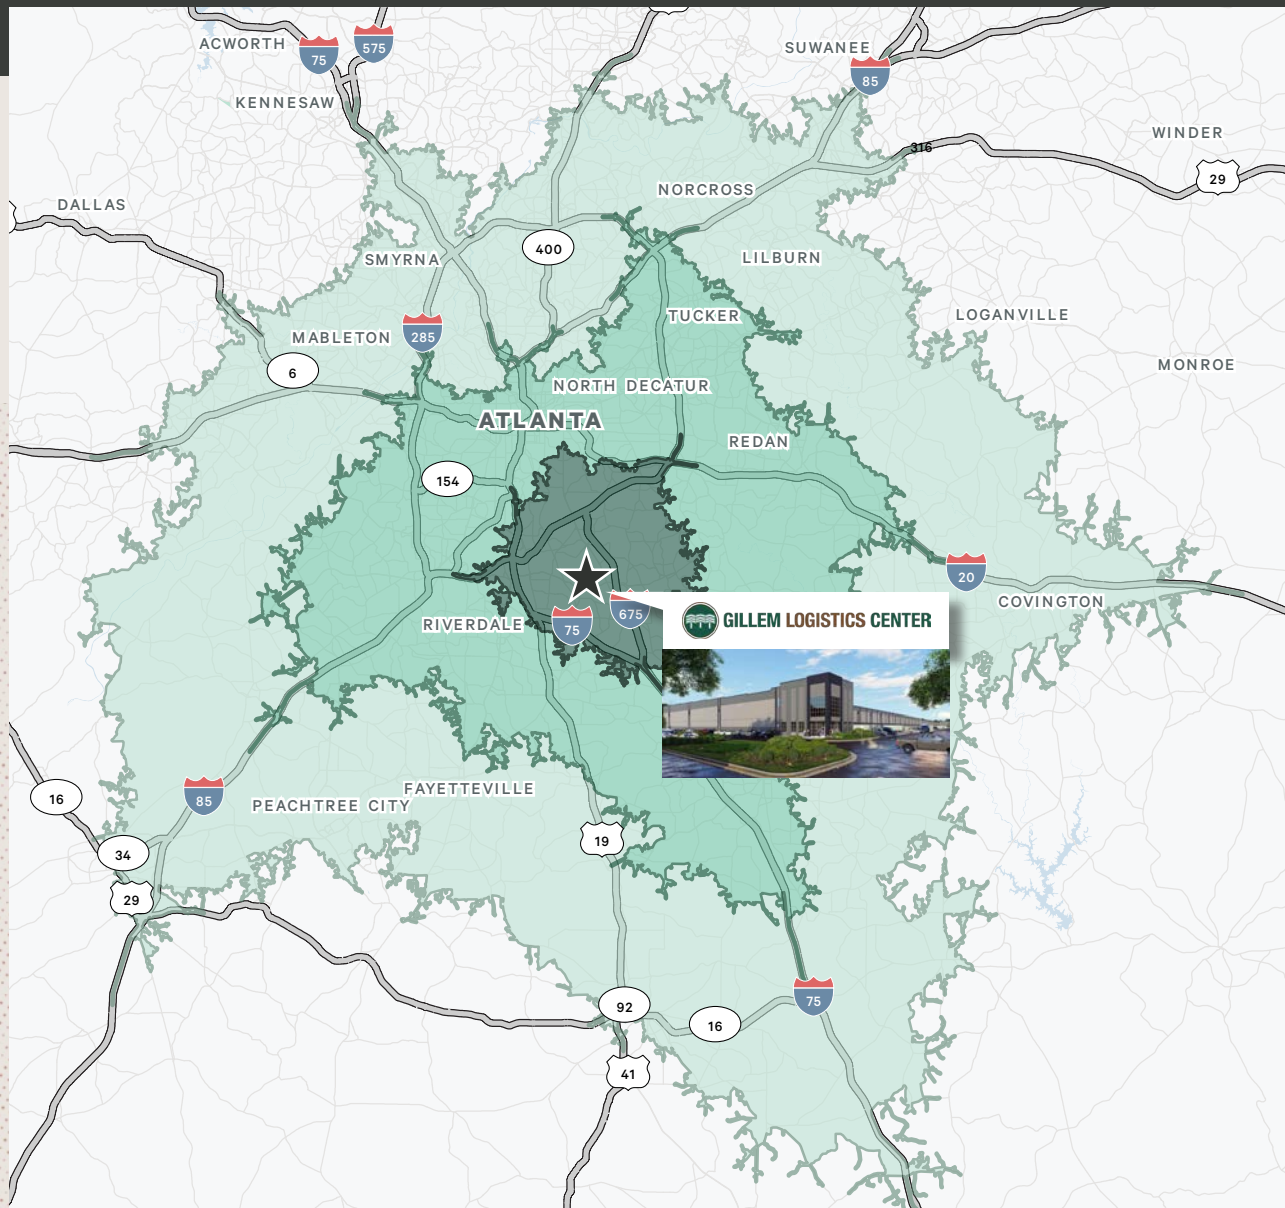 ACWORTH
75
575
SUWANEE
85
KENNESAW
WINDER
316
29
NORCROSS
DALLAS
400
SMYRNA
LILBURN
TUCKER
LOGANVILLE
MABLETON
285
6
MONROE
NORTH DECATUR
ATLANTA
REDAN
154
20
COVINGTON
RIVERDALE
75
675
GILLEM LOGISTICS CENTER
16
85
PEACHTREE CITY
FAYETTEVILLE
19
34
29
92
16
75
41